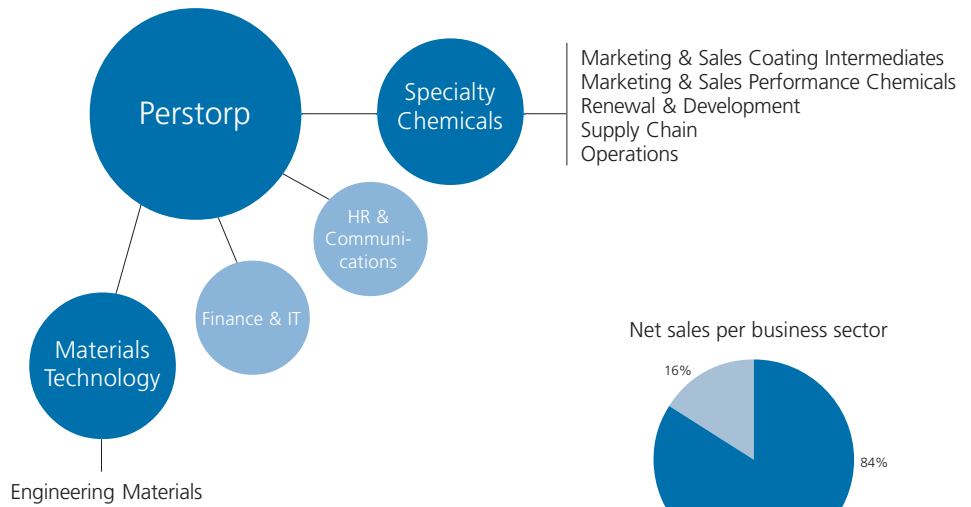 Perstorp
Specialty
Chemicals
Marketing & Sales Coating Intermediates
Marketing & Sales Performance Chemicals
Renewal & Development
Supply Chain
Operations
HR &
Communi-
cations
Finance & IT
Materials
Technology
Engineering Materials
Net sales per business sector
16%
84%